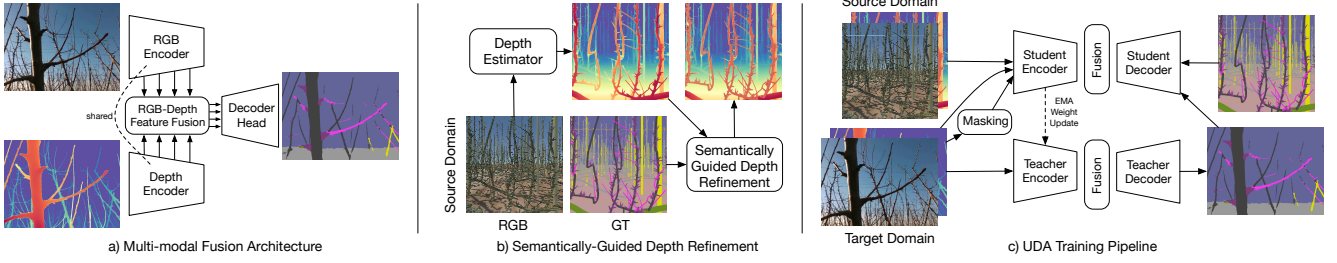 RGB
Encoder
shared
RGB-Depth
Feature Fusion
Decoder
Head
Depth Encoder
a) Multi-modal Fusion Architecture
Depth
Estimator
Source Domain
Semantically
Guided Depth
Refinement
RGB
GT
b) Semantically-Guided Depth Refinement
Source Domain
Student
Encoder
Fusion
Student
Decoder
Masking
EMA
Weight
Update
Teacher
Encoder
Fusion
Teacher
Decoder
Target Domain
c) UDA Training Pipeline